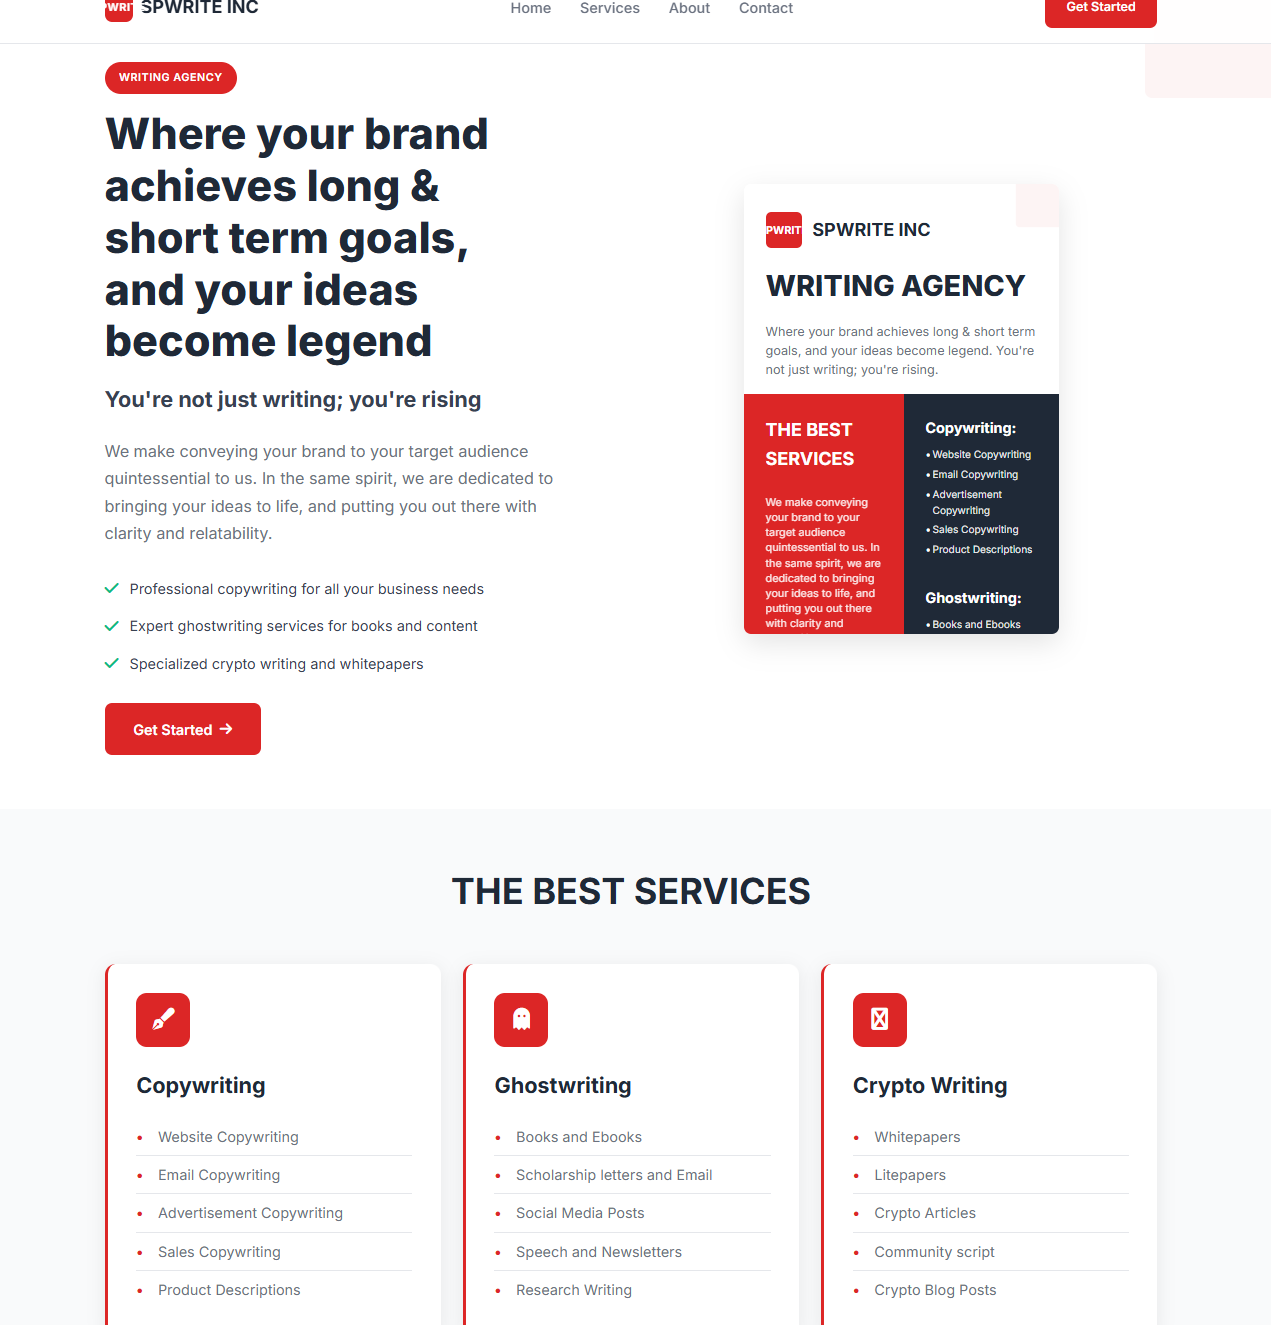 SPWRITE INC
Home
Services
About
Contact
Get Started
WRITING AGENCY
Where your brand
achieves long &
short term goals,
and your ideas
become legend
You're not just writing; you're rising
We make conveying your brand to your target audience
quintessential to us. In the same spirit, we are dedicated to
bringing your ideas to life, and putting you out there with
clarity and relatability.
Professional copywriting for all your business needs
Expert ghostwriting services for books and content
Specialized crypto writing and whitepapers
Get Started
PWRIT
SPWRITE INC
WRITING AGENCY
Where your brand achieves long & short term
goals, and your ideas become legend. You're
not just writing; you're rising.
THE BEST
SERVICES
We make conveying
your brand to your
target audience
quintessential to us. In
the same spirit, we are
dedicated to bringing
your ideas to life, and
putting you out there
with clarity and
Copywriting:
• Website Copywriting
• Email Copywriting
• Advertisement
Copywriting
• Sales Copywriting
• Product Descriptions
Ghostwriting:
• Books and Ebooks
THE BEST SERVICES
Copywriting
• Website Copywriting
• Email Copywriting
• Advertisement Copywriting
• Sales Copywriting
• Product Descriptions
Ghostwriting
• Books and Ebooks
• Scholarship letters and Email
• Social Media Posts
• Speech and Newsletters
• Research Writing
Crypto Writing
• Whitepapers
• Litepapers
• Crypto Articles
• Community script
• Crypto Blog Posts